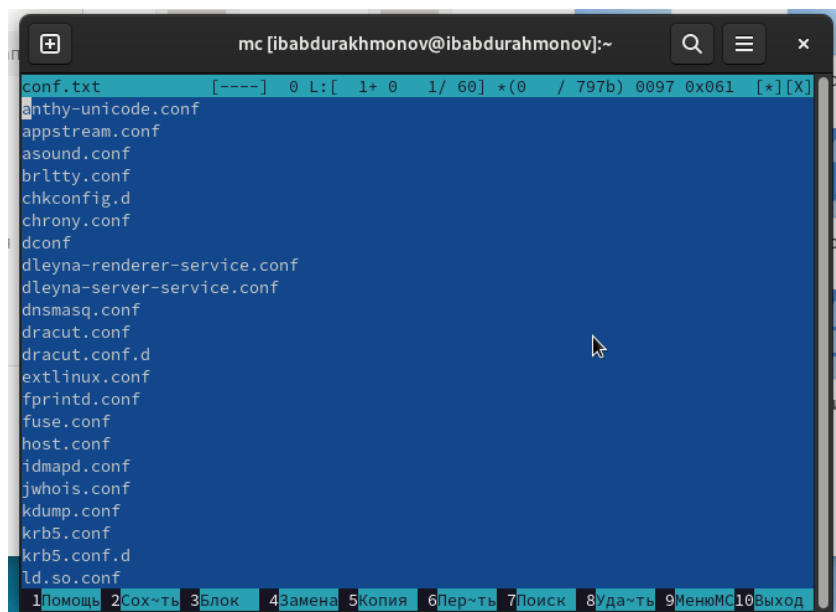 mc [ibabdurakhmonov@ibabdurahmonov]:~
conf.txt [----] 0 L:[ 1+ 0 1/ 60] *(0 / 797b) 0097 0x061 [*][X]
anthy-unicode.conf
appstream.conf
asound.conf
brltty.conf
chkconfig.d
chrony.conf
dconf
dleyna-renderer-service.conf
dleyna-server-service.conf
dnsmasq.conf
dracut.conf
dracut.conf.d
extlinux.conf
fprintd.conf
fuse.conf
host.conf
idmapd.conf
jwhois.conf
kdump.conf
krb5.conf
krb5.conf.d
ld.so.conf
1Помощь 2Сох~ть 3Блок 4Замена 5Копия 6Пер~ть 7Поиск 8Уда~ть 9МенюМС10Выход